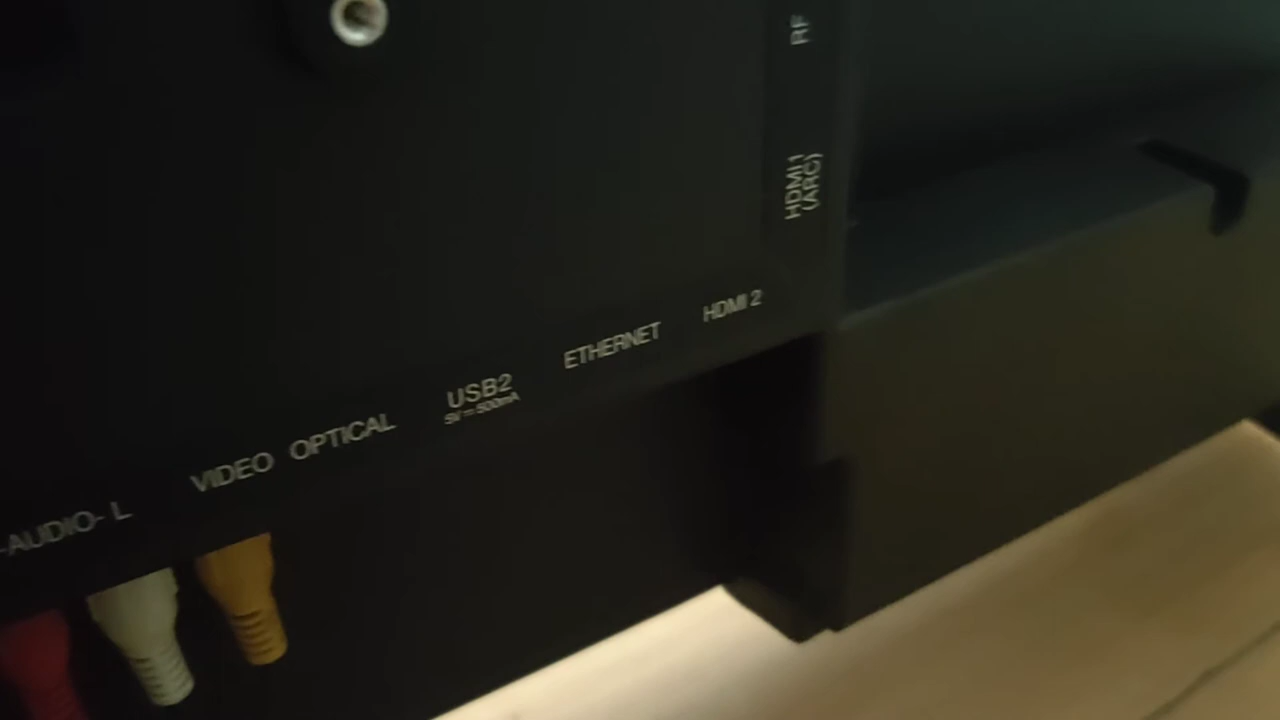 RF
HDMI 1
(ARC)
HDMI 2
ETHERNET
USB2
5V⎓500mA
OPTICAL
VIDEO
-AUDIO- L